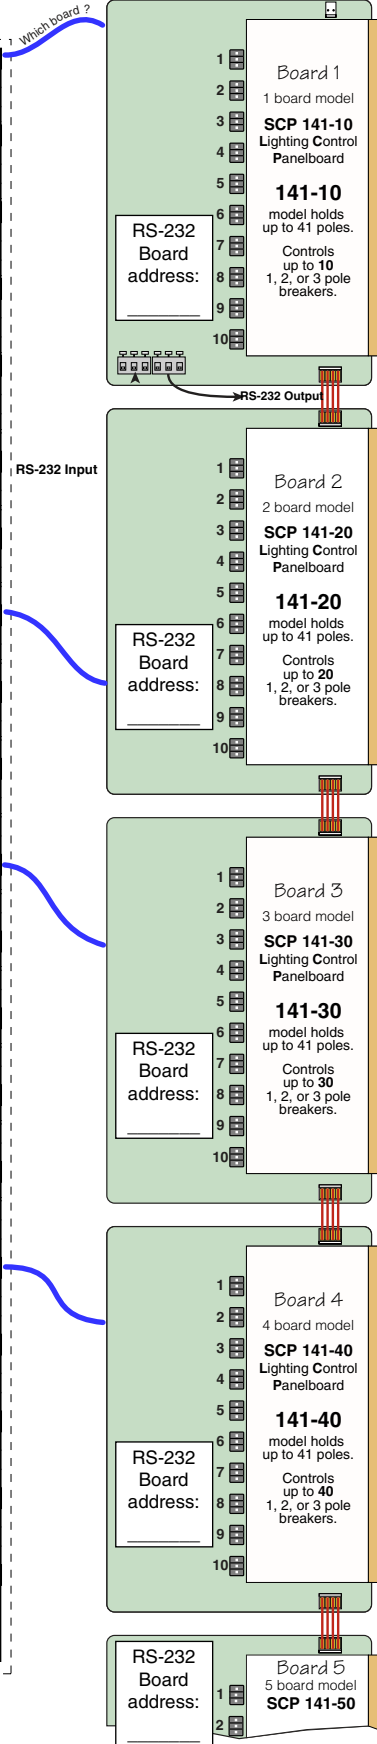 Which board ?
Board 1
1 board model
SCP 141-10
Lighting Control
Panelboard
141-10
model holds
up to 41 poles.
Controls
up to 10
1, 2, or 3 pole
breakers.
1
2
3
4
5
6
7
8
9
10
RS-232
Board
address:
_______
RS-232 Output
RS-232 Input
Board 2
2 board model
SCP 141-20
Lighting Control
Panelboard
141-20
model holds
up to 41 poles.
Controls
up to 20
1, 2, or 3 pole
breakers.
1
2
3
4
5
6
7
8
9
10
RS-232
Board
address:
_______
Board 3
3 board model
SCP 141-30
Lighting Control
Panelboard
141-30
model holds
up to 41 poles.
Controls
up to 30
1, 2, or 3 pole
breakers.
1
2
3
4
5
6
7
8
9
10
RS-232
Board
address:
_______
Board 4
4 board model
SCP 141-40
Lighting Control
Panelboard
141-40
model holds
up to 41 poles.
Controls
up to 40
1, 2, or 3 pole
breakers.
1
2
3
4
5
6
7
8
9
10
RS-232
Board
address:
_______
Board 5
5 board model
SCP 141-50
1
2
RS-232
Board
address:
_______